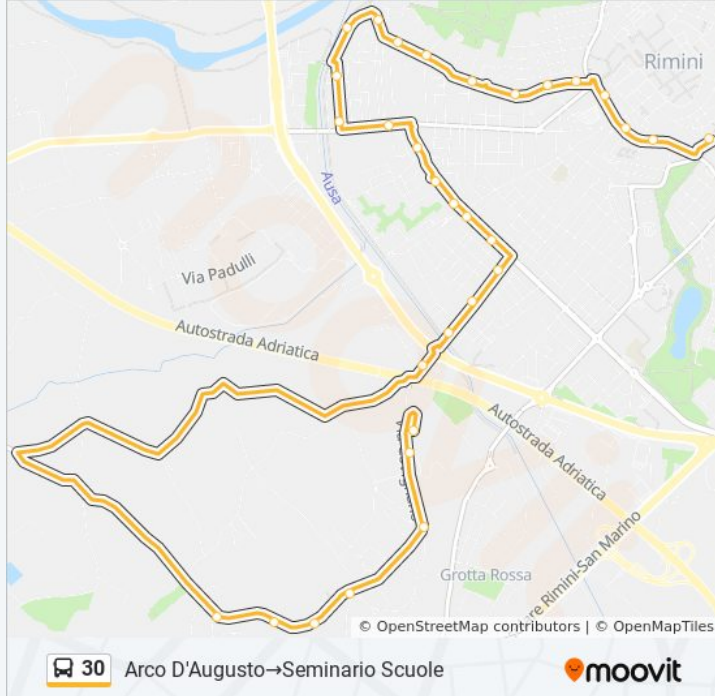 Rimini
Ausa
Via Padulli
Autostrada Adriatica
Autostrada Adriatica
Grotta Rossa
Rimini-San Marino
© OpenStreetMap contributors | © OpenMapTiles
30 Arco D'Augusto→Seminario Scuole
moovit